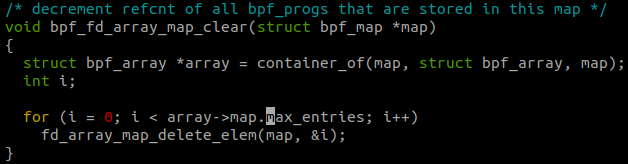 /* decrement refcnt of all bpf_progs that are stored in this map */
void bpf_fd_array_map_clear(struct bpf_map *map)
{
  struct bpf_array *array = container_of(map, struct bpf_array, map);
  int i;

  for (i = 0; i < array->map.max_entries; i++)
    fd_array_map_delete_elem(map, &i);
}